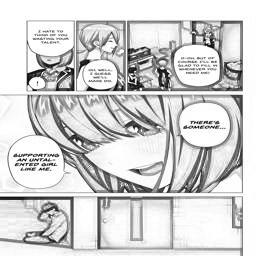 BUT OF
COURSE I'LL BE
GLAD TO FILL IN
WHENEVER YOU
NEED ME!
OH, WELL.
I GUESS
WE'LL
MAKE DO.
I HATE TO
THINK OF YOU
WASTING YOUR
TALENT.
!
THERE'S
SOMEONE...
SUPPORTING
AN UNTAL-
ENTED GIRL
LIKE ME.